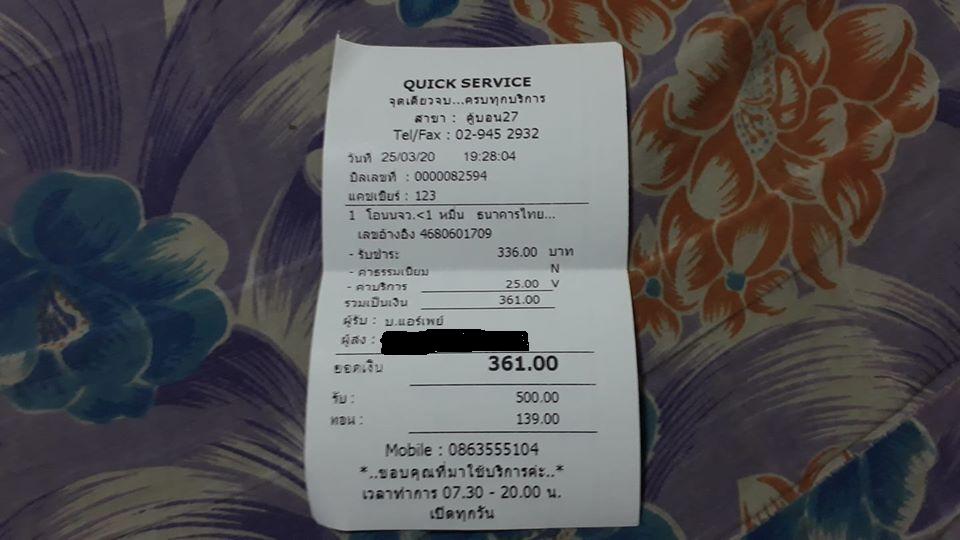 QUICK SERVICE
จุดเดียวจบ...ครบทุกบริการ
สาขา : คู้บอน27
Tel/Fax : 02-945 2932
วันที่ 25/03/20 19:28:04
บิลเลขที่ : 0000082594
แคชเชียร์ : 123
1 โอนนจว.<1 หมื่น ธนาคารไทย...
เลขอ้างอิง 4680601709
- รับชำระ 336.00 บาท
- ค่าธรรมเนียม N
- ค่าบริการ 25.00 V
รวมเป็นเงิน 361.00
ผู้รับ : บ.แอร์เพย์
ผู้ส่ง :
ยอดเงิน 361.00
รับ : 500.00
ทอน : 139.00
Mobile : 0863555104
*..ขอบคุณที่มาใช้บริการค่ะ..*
เวลาทำการ 07.30 - 20.00 น.
เปิดทุกวัน